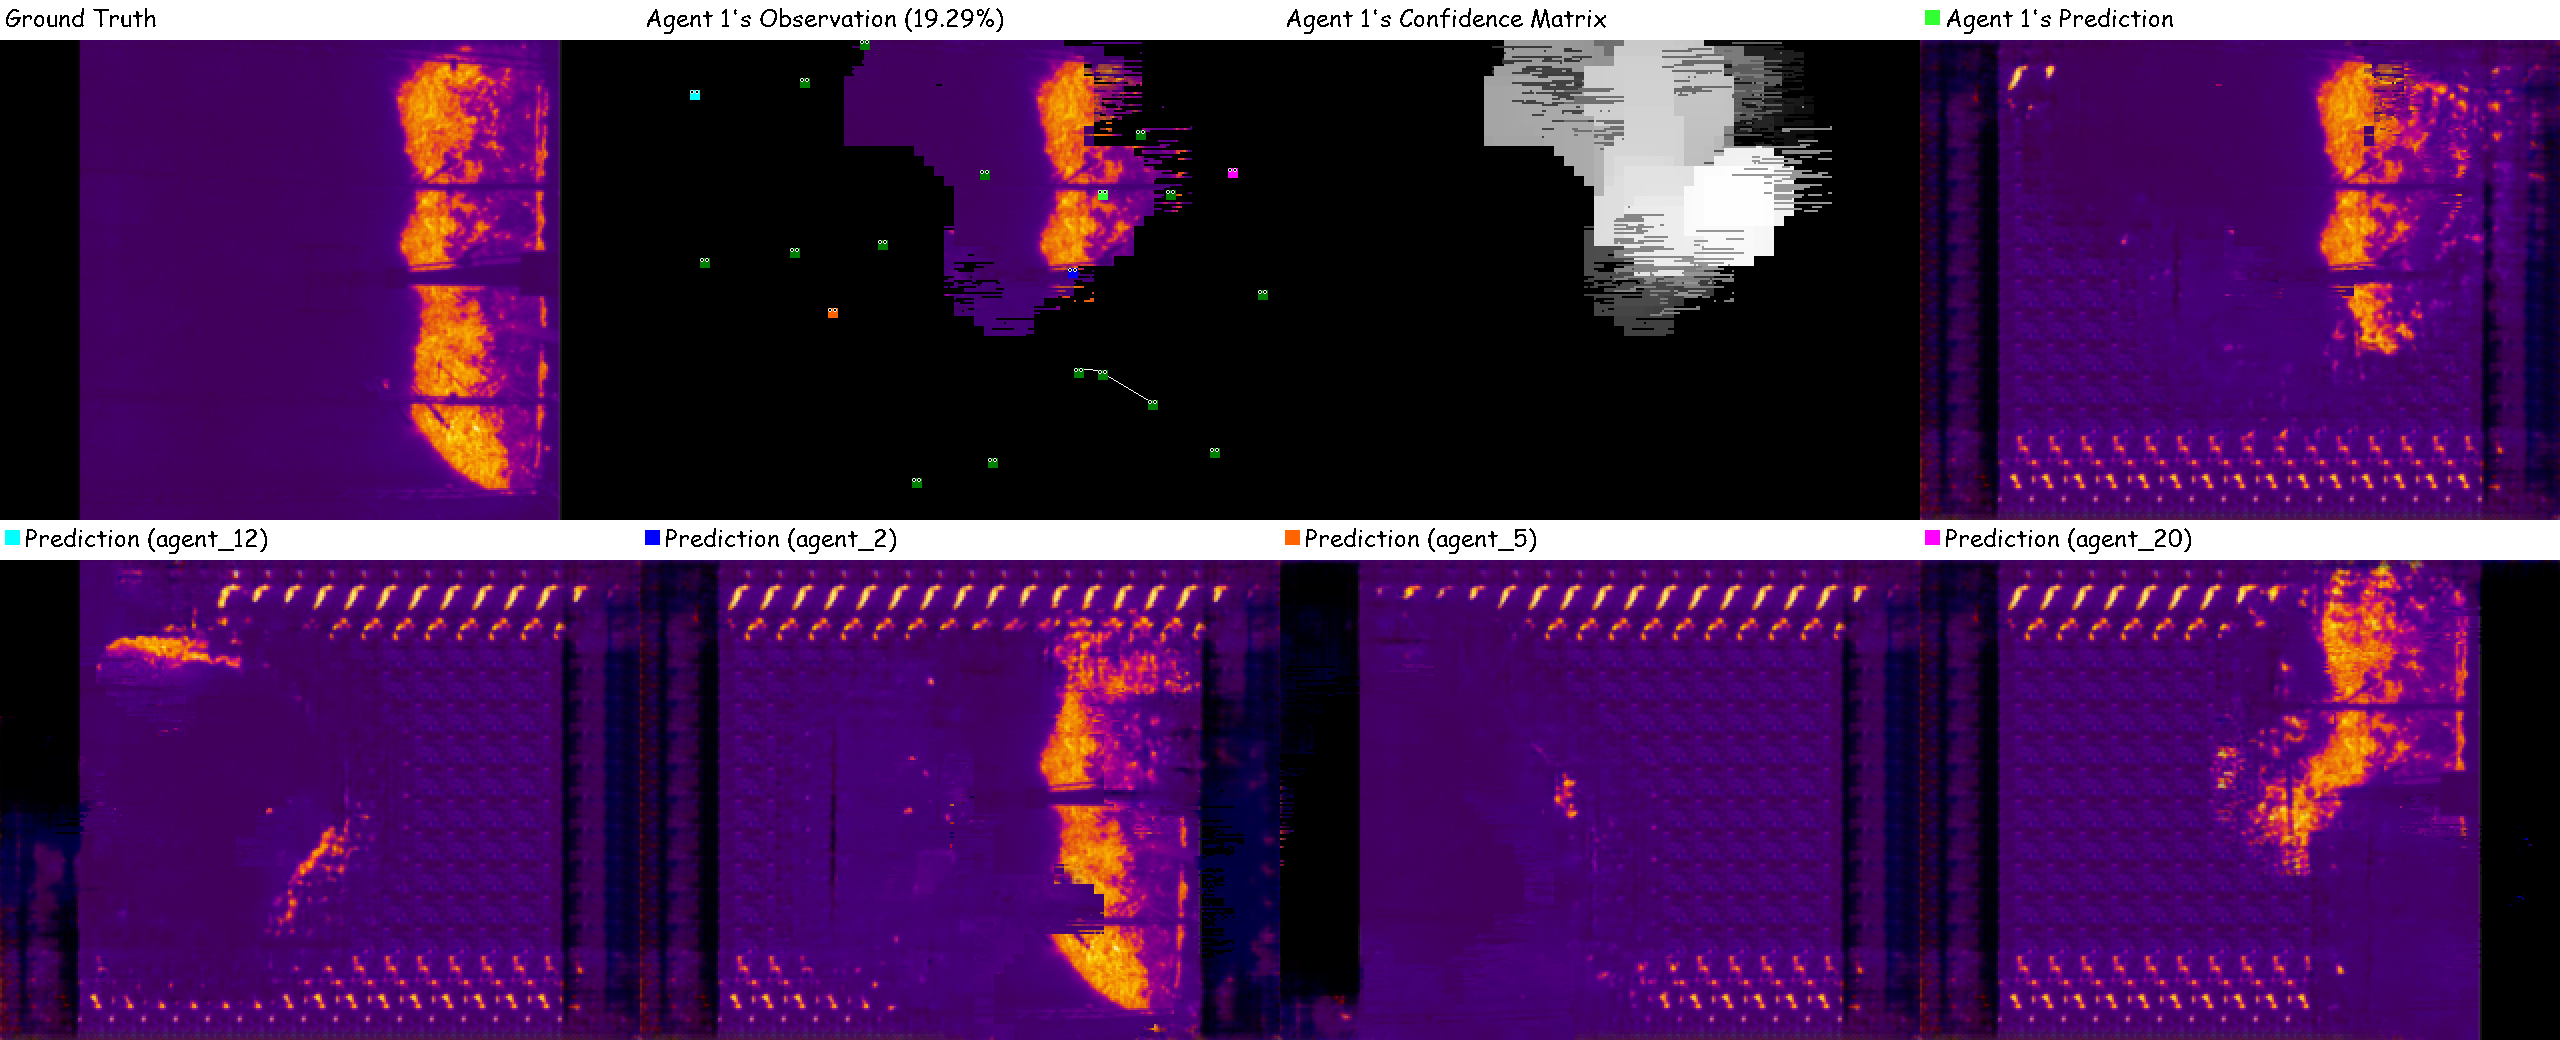 Ground Truth
Agent 1's Observation (19.29%)
Agent 1's Confidence Matrix
Agent 1's Prediction
Prediction (agent_12)
Prediction (agent_2)
Prediction (agent_5)
Prediction (agent_20)